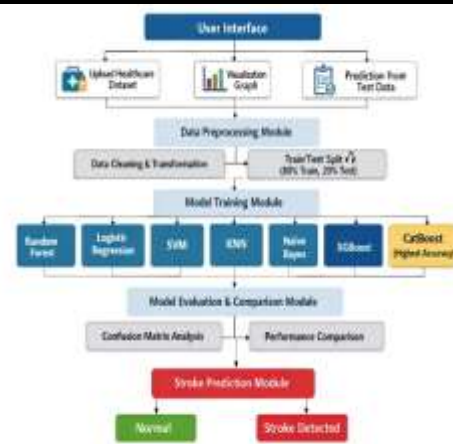 User Interface
Upload Healthcare
Dataset
Visualization
Graph
Prediction From
Test Data
Data Preprocessing Module
Data Cleaning & Transformation
Train/Test Split
(80% Train, 20% Test)
Model Training Module
Random
Forest
Logistic
Regression
SVM
KNN
Naive
Bayes
XGBoost
CatBoost
(Highest Accuracy)
Model Evaluation & Comparison Module
Confusion Matrix Analysis
Performance Comparison
Stroke Prediction Module
Normal
Stroke Detected